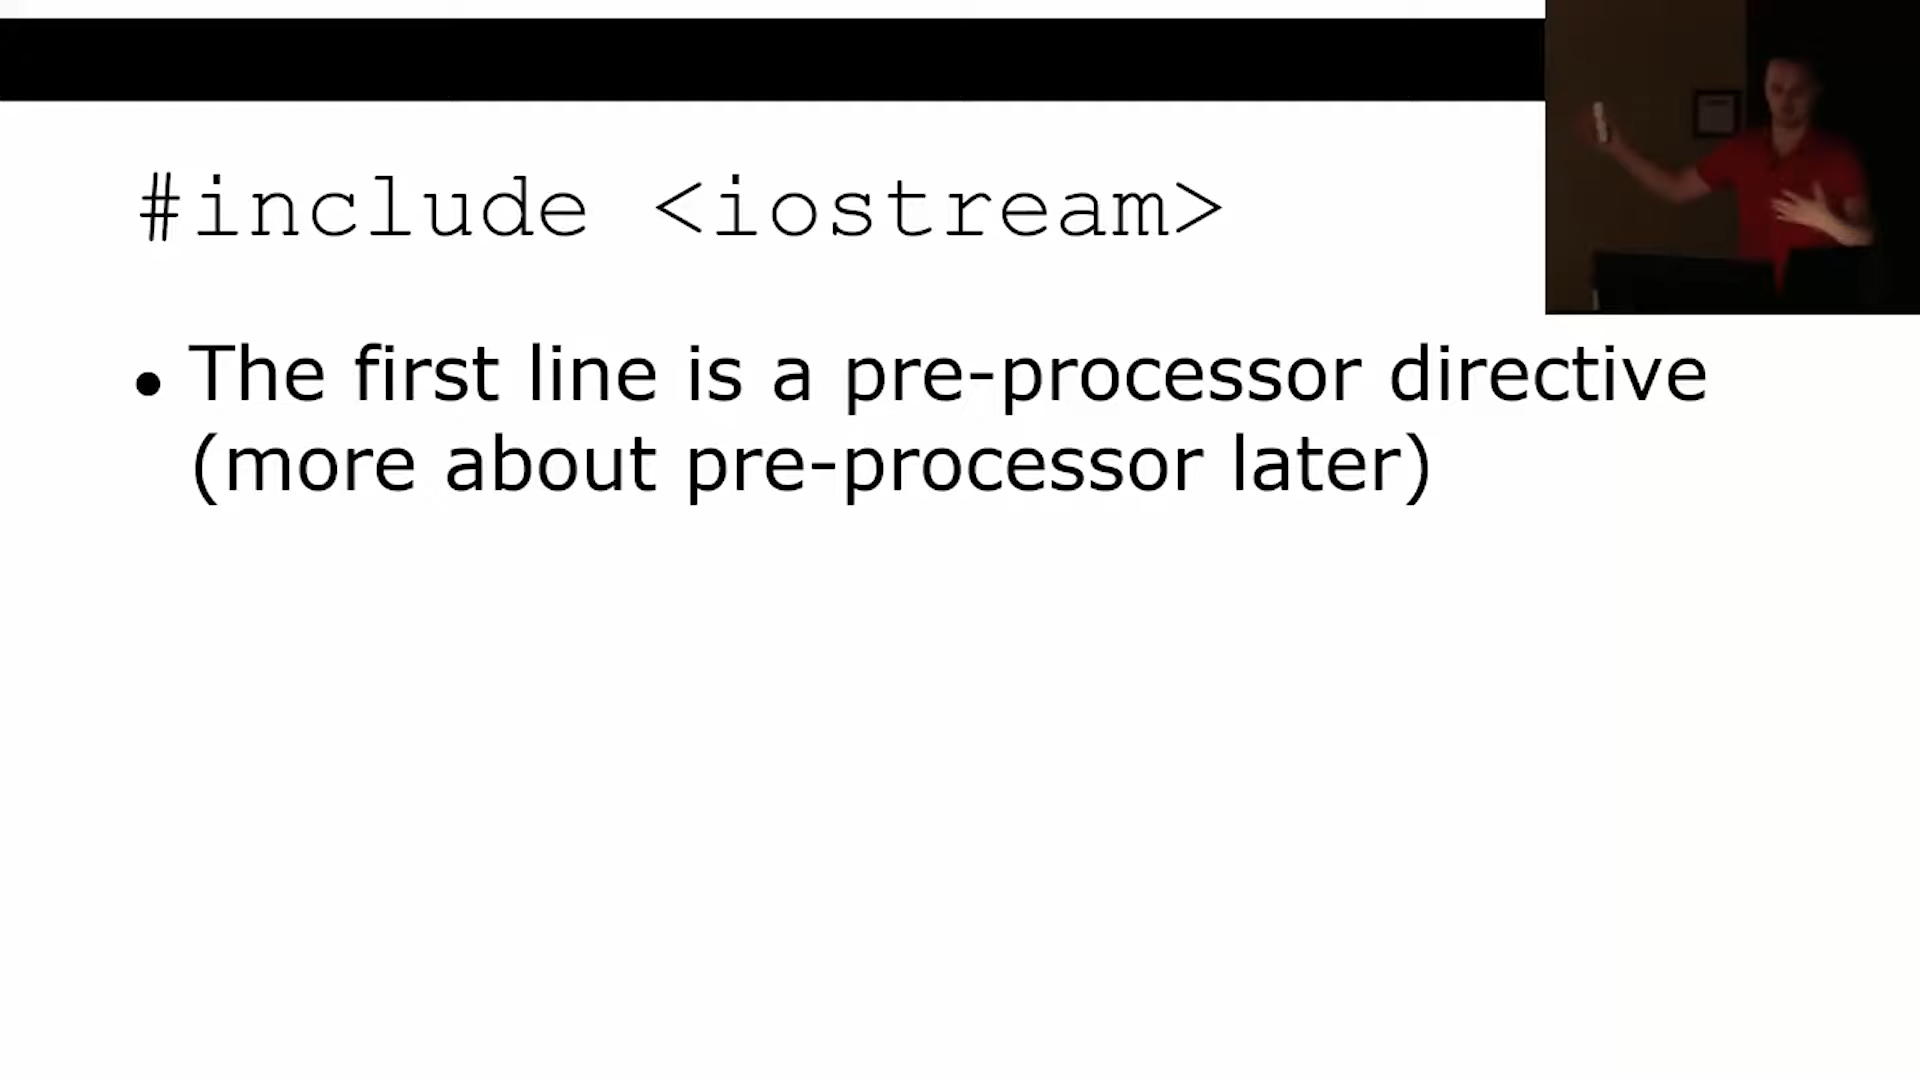 #include <iostream>
• The first line is a pre-processor directive
(more about pre-processor later)